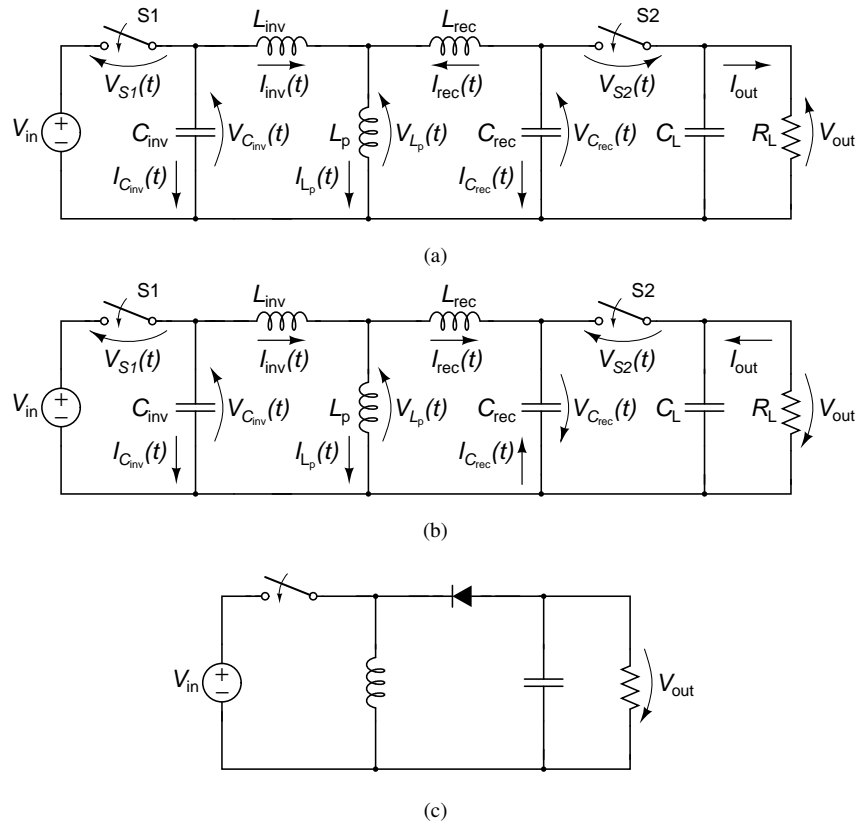 S1 L_inv L_rec S2
V_S1(t) I_inv(t) I_rec(t) V_S2(t) I_out
V_in + − C_inv V_C_inv(t) L_p V_L_p(t) C_rec V_C_rec(t) C_L R_L V_out
I_C_inv(t) I_L_p(t) I_C_rec(t)
(a)
S1 L_inv L_rec S2
V_S1(t) I_inv(t) I_rec(t) V_S2(t) I_out
V_in + − C_inv V_C_inv(t) L_p V_L_p(t) C_rec V_C_rec(t) C_L R_L V_out
I_C_inv(t) I_L_p(t) I_C_rec(t)
(b)
V_in + − V_out
(c)